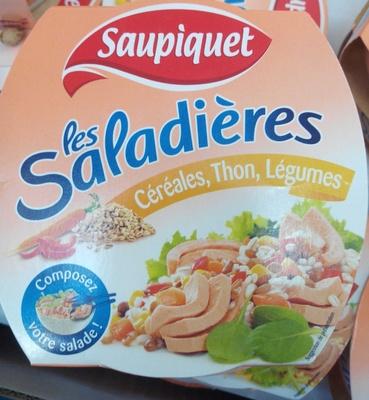 Saupiquet
les
Saladières
Céréales, Thon, Légumes
Composez
votre salade !